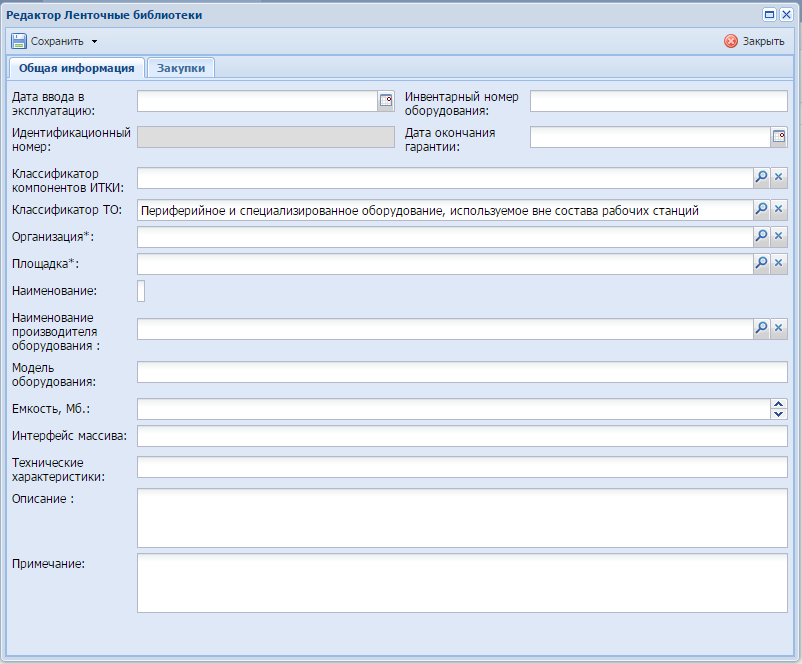 Редактор Ленточные библиотеки
Сохранить
Закрыть
Общая информация
Закупки
Дата ввода в
эксплуатацию:
Инвентарный номер
оборудования:
Идентификационный
номер:
Дата окончания
гарантии:
Классификатор
компонентов ИТКИ:
Классификатор ТО:
Периферийное и специализированное оборудование, используемое вне состава рабочих станций
Организация*:
Площадка*:
Наименование:
Наименование
производителя
оборудования :
Модель
оборудования:
Емкость, Мб.:
Интерфейс массива:
Технические
характеристики:
Описание :
Примечание: